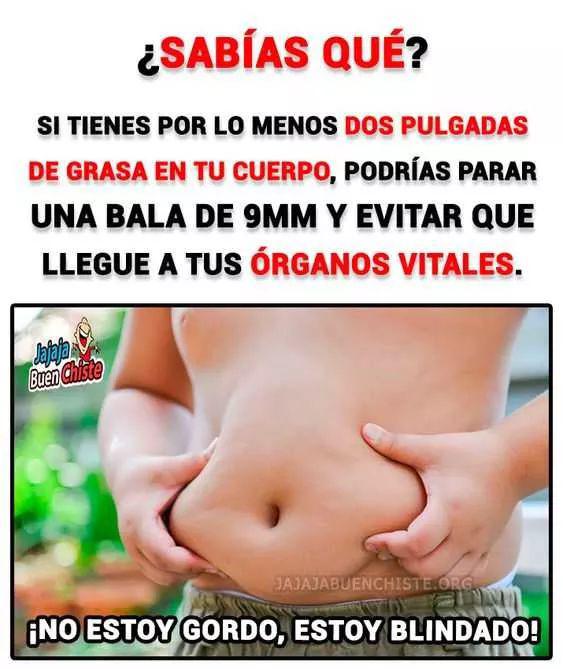 ¿SABÍAS QUÉ?
SI TIENES POR LO MENOS DOS PULGADAS
DE GRASA EN TU CUERPO, PODRÍAS PARAR
UNA BALA DE 9MM Y EVITAR QUE
LLEGUE A TUS ÓRGANOS VITALES.
Jajaja
Buen Chiste
JAJAJABUENCHISTE.ORG
¡NO ESTOY GORDO, ESTOY BLINDADO!